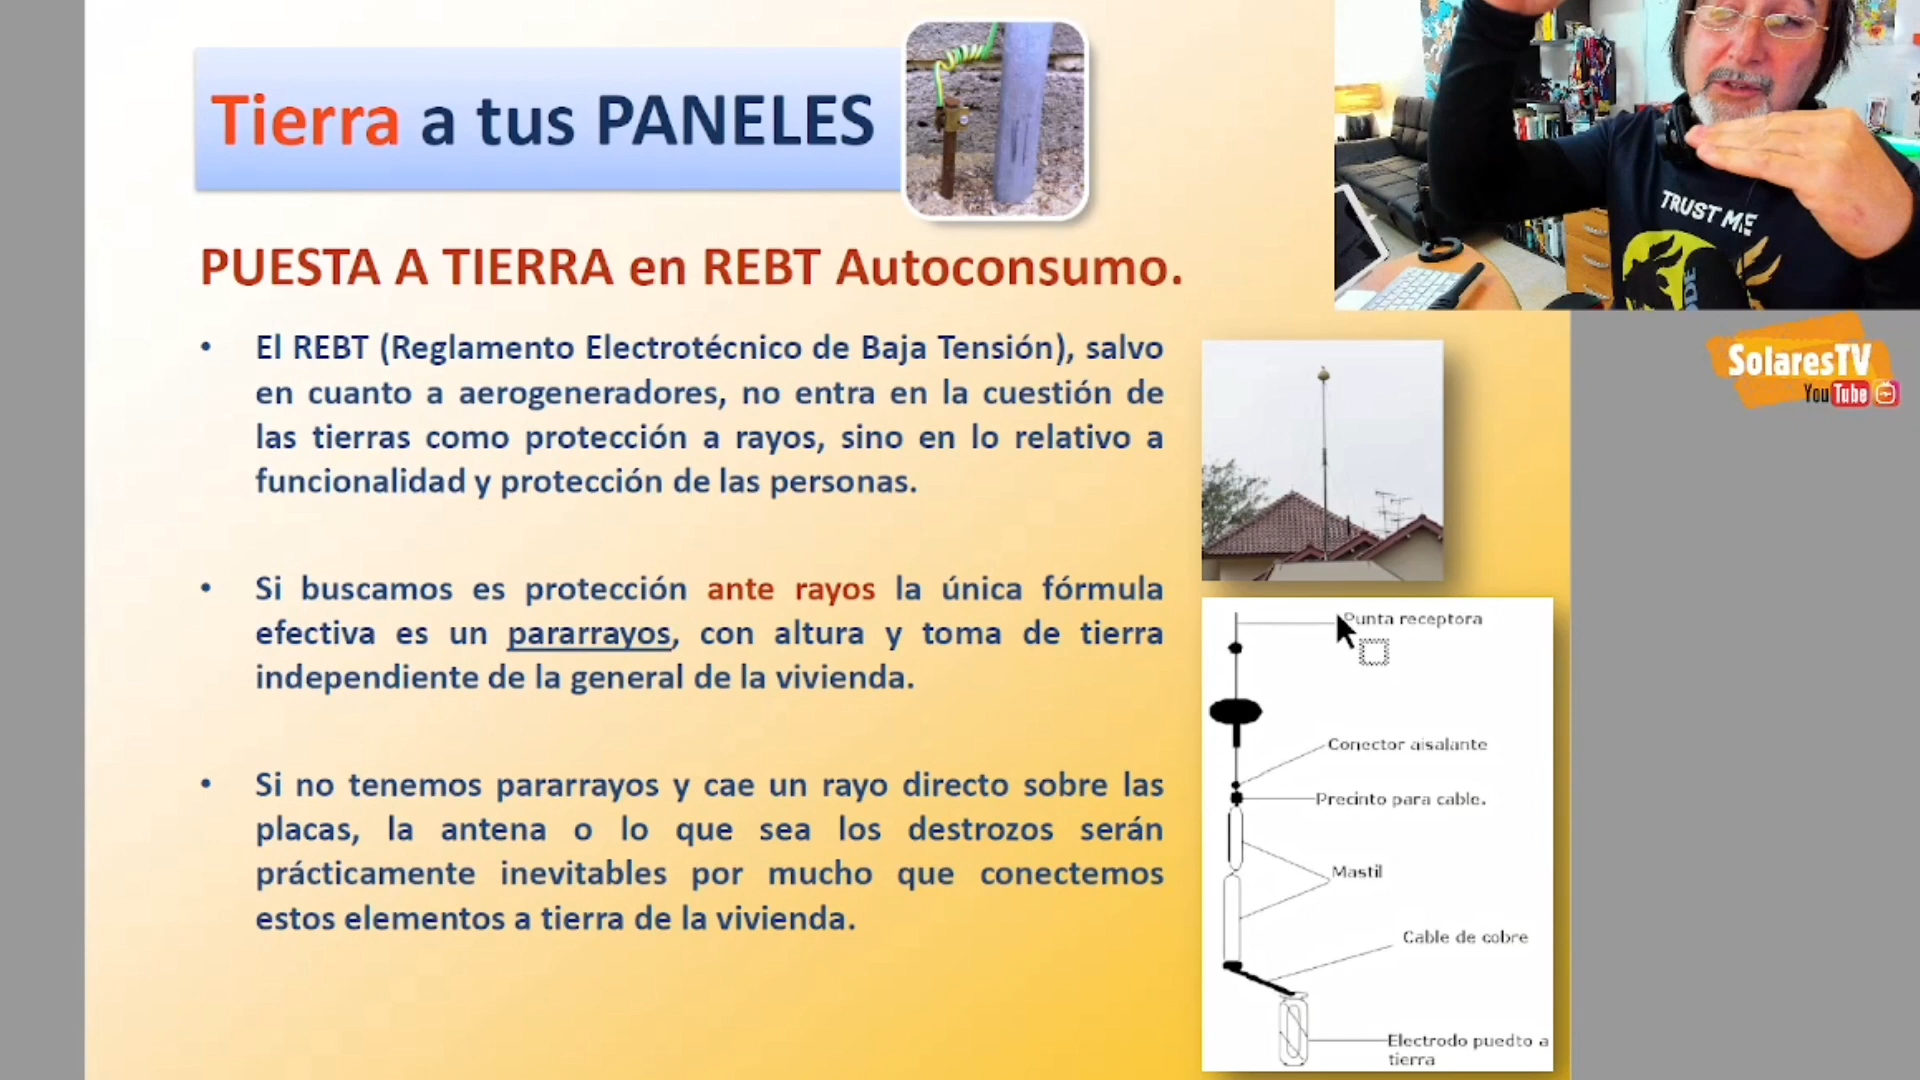 Tierra a tus PANELES
PUESTA A TIERRA en REBT Autoconsumo.
• El REBT (Reglamento Electrotécnico de Baja Tensión), salvo
en cuanto a aerogeneradores, no entra en la cuestión de
las tierras como protección a rayos, sino en lo relativo a
funcionalidad y protección de las personas.
• Si buscamos es protección ante rayos la única fórmula
efectiva es un pararrayos, con altura y toma de tierra
independiente de la general de la vivienda.
• Si no tenemos pararrayos y cae un rayo directo sobre las
placas, la antena o lo que sea los destrozos serán
prácticamente inevitables por mucho que conectemos
estos elementos a tierra de la vivienda.
TRUST ME
SolaresTV
YouTube
Punta receptora
Conector aisalante
Precinto para cable.
Mastil
Cable de cobre
Electrodo puedto a
tierra